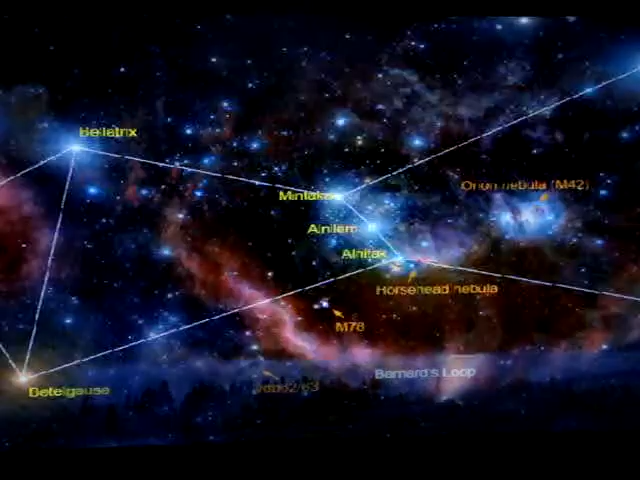 Bellatrix
Orion nebula (M42)
Mintaka
Alnilam
Alnitak
Horsehead nebula
M78
Barnard's Loop
Betelgeuse